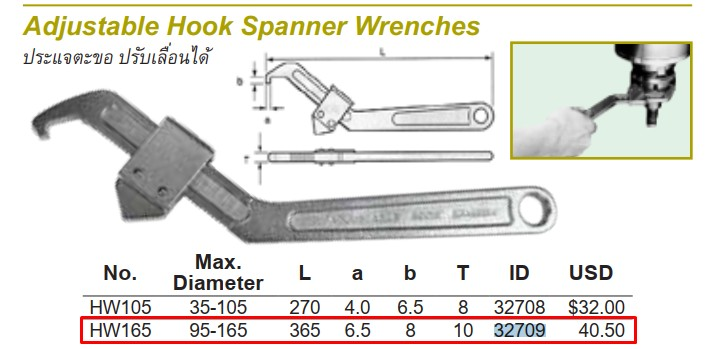 Adjustable Hook Spanner Wrenches
ประแจตะขอ ปรับเลื่อนได้
L
b
a
T
No. Max. Diameter L a b T ID USD
HW105 35-105 270 4.0 6.5 8 32708 $32.00
HW165 95-165 365 6.5 8 10 32709 40.50